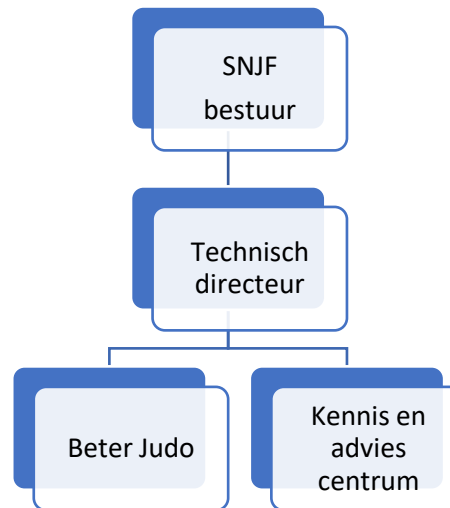 SNJF
bestuur
Technisch
directeur
Beter Judo
Kennis en
advies
centrum